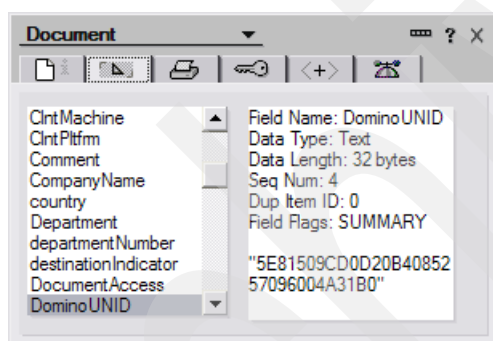 Document
?
<+>
ClntMachine
ClntPltfrm
Comment
CompanyName
country
Department
departmentNumber
destinationIndicator
DocumentAccess
DominoUNID
Field Name: DominoUNID
Data Type: Text
Data Length: 32 bytes
Seq Num: 4
Dup Item ID: 0
Field Flags: SUMMARY
"5E81509CD0D20B40852
57096004A31B0"